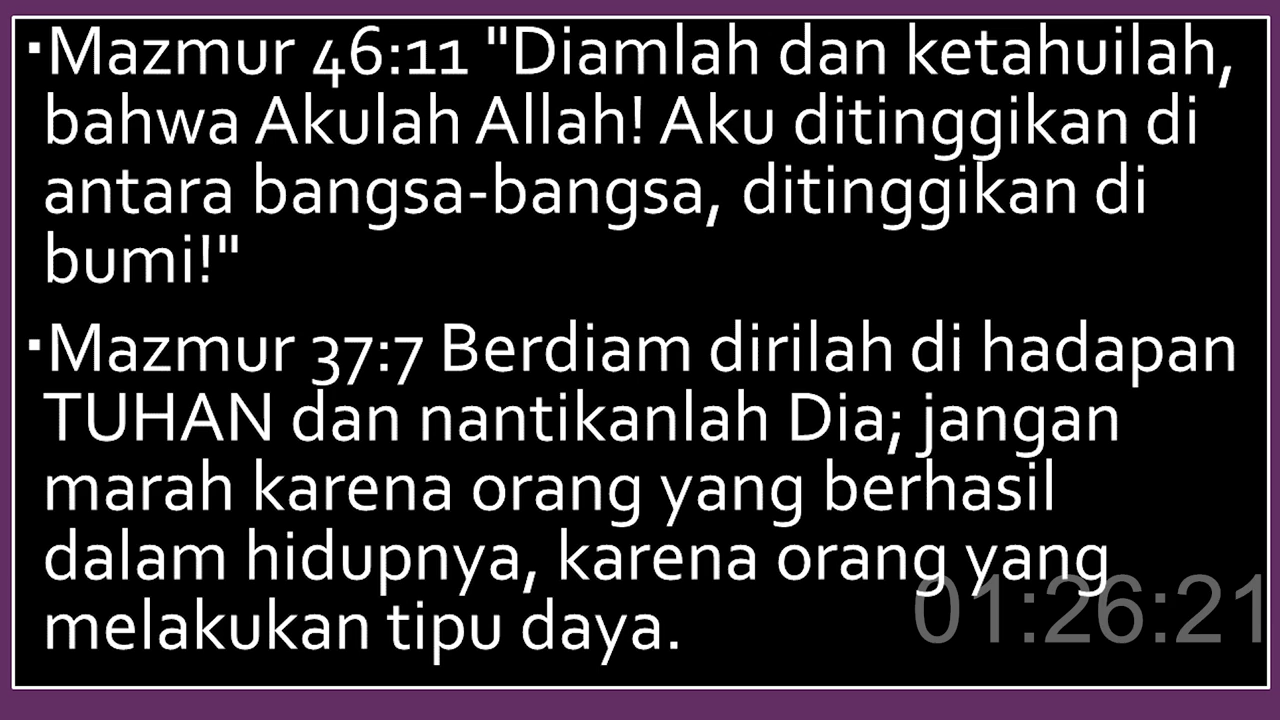 ▪Mazmur 46:11 "Diamlah dan ketahuilah,
bahwa Akulah Allah! Aku ditinggikan di
antara bangsa-bangsa, ditinggikan di
bumi!"
▪Mazmur 37:7 Berdiam dirilah di hadapan
TUHAN dan nantikanlah Dia; jangan
marah karena orang yang berhasil
dalam hidupnya, karena orang yang
melakukan tipu daya.
01:26:21